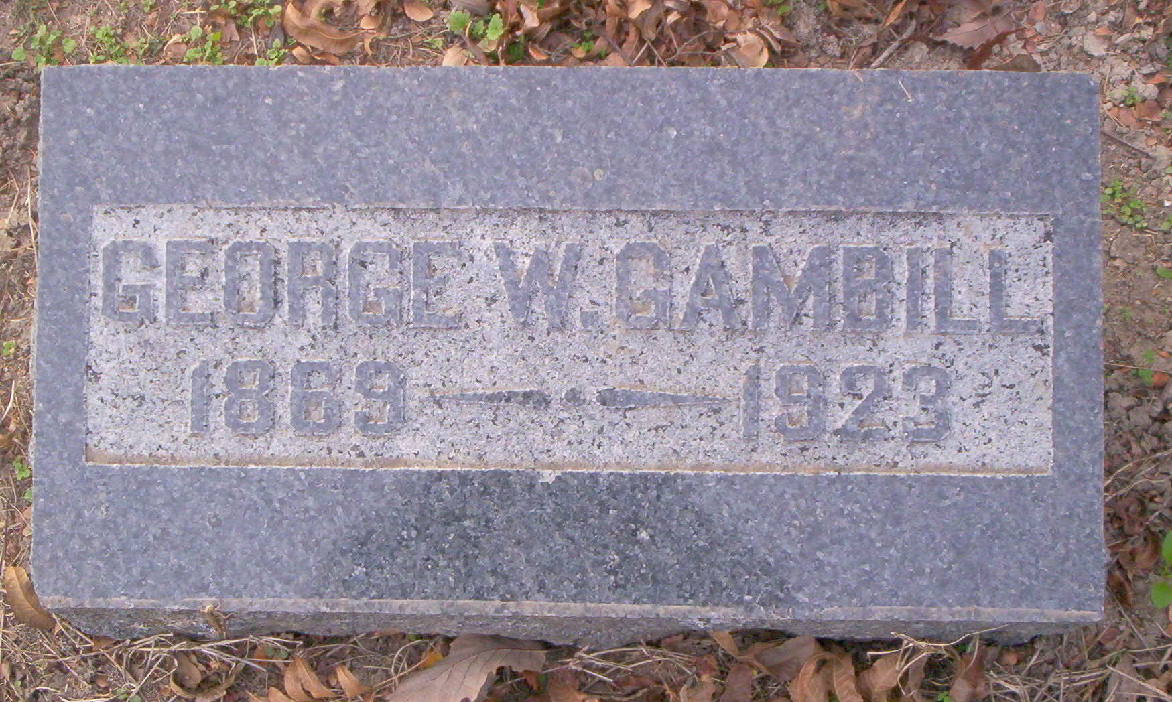 GEORGE W. GAMBILL
1869 — 1923